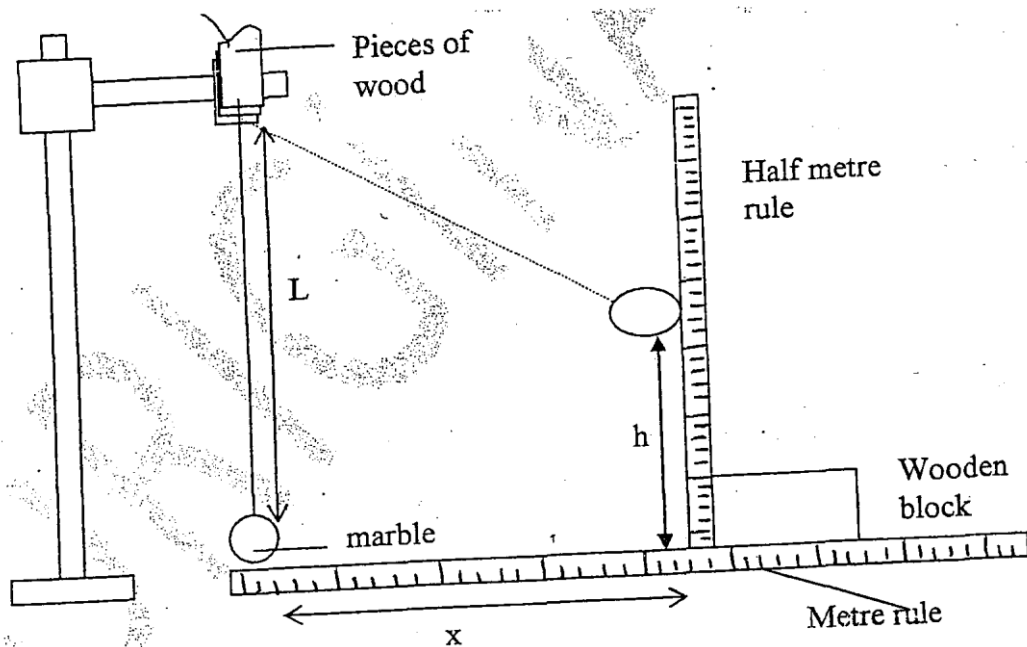 Pieces of
wood
Half metre
rule
L
h
Wooden
block
marble
x
Metre rule